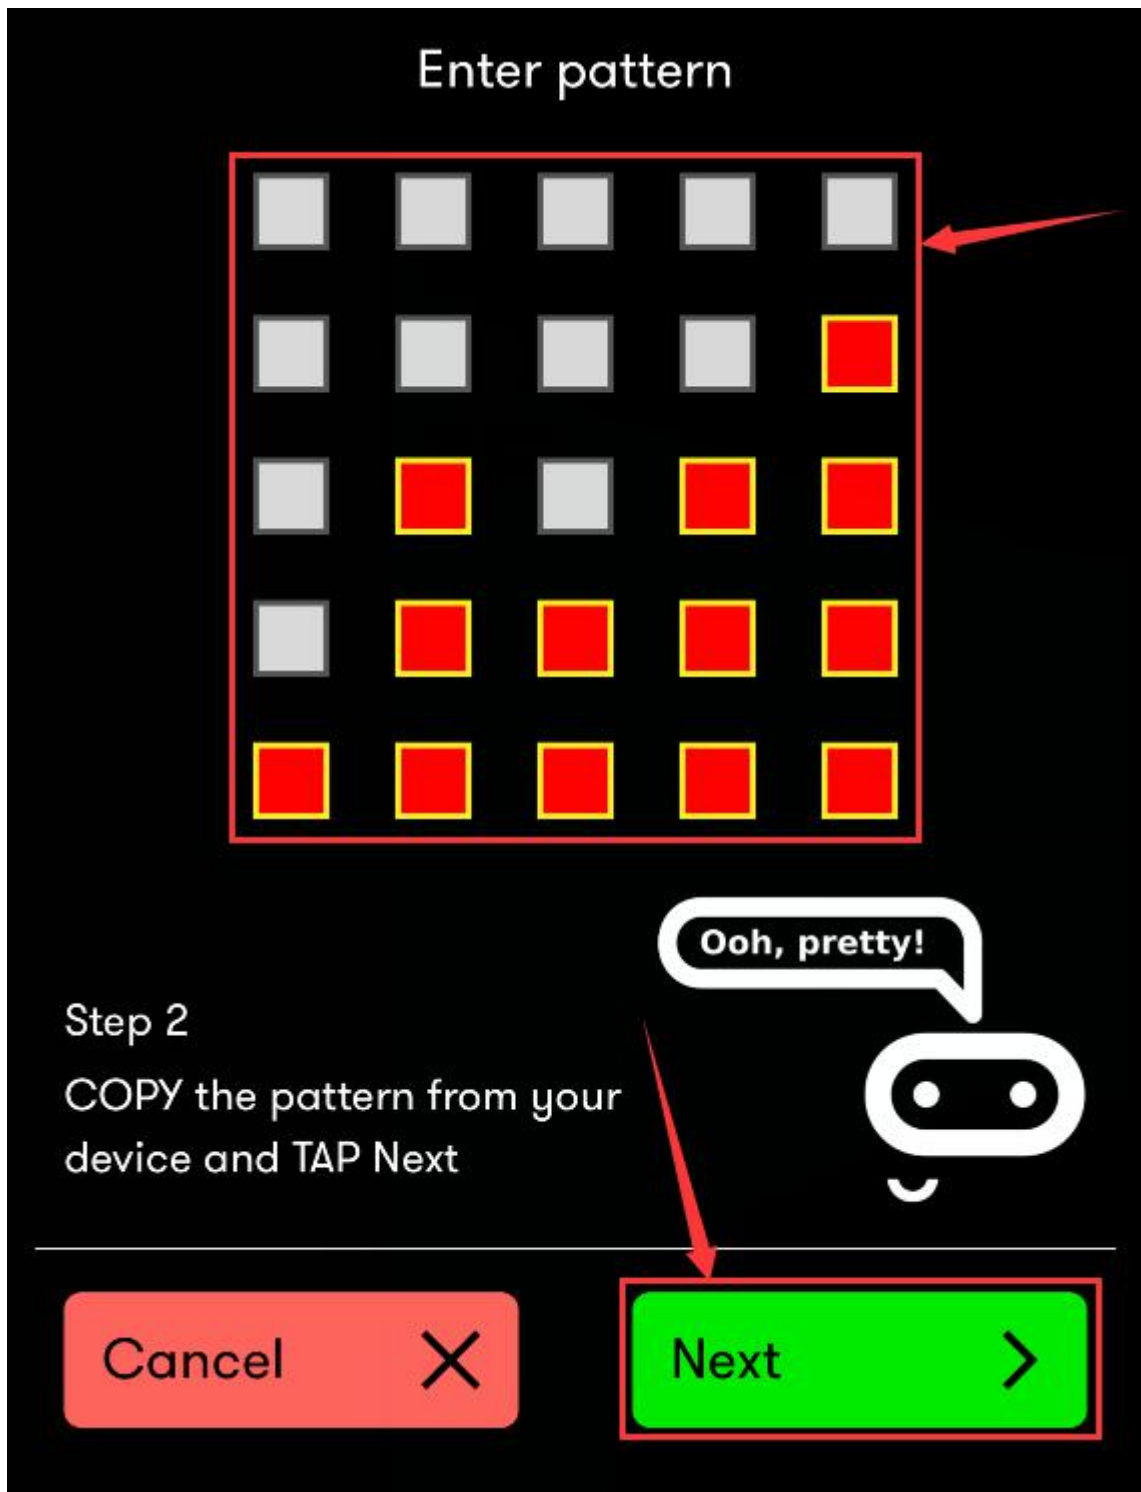 Enter pattern
Ooh, pretty!
Step 2
COPY the pattern from your
device and TAP Next
Cancel
Next